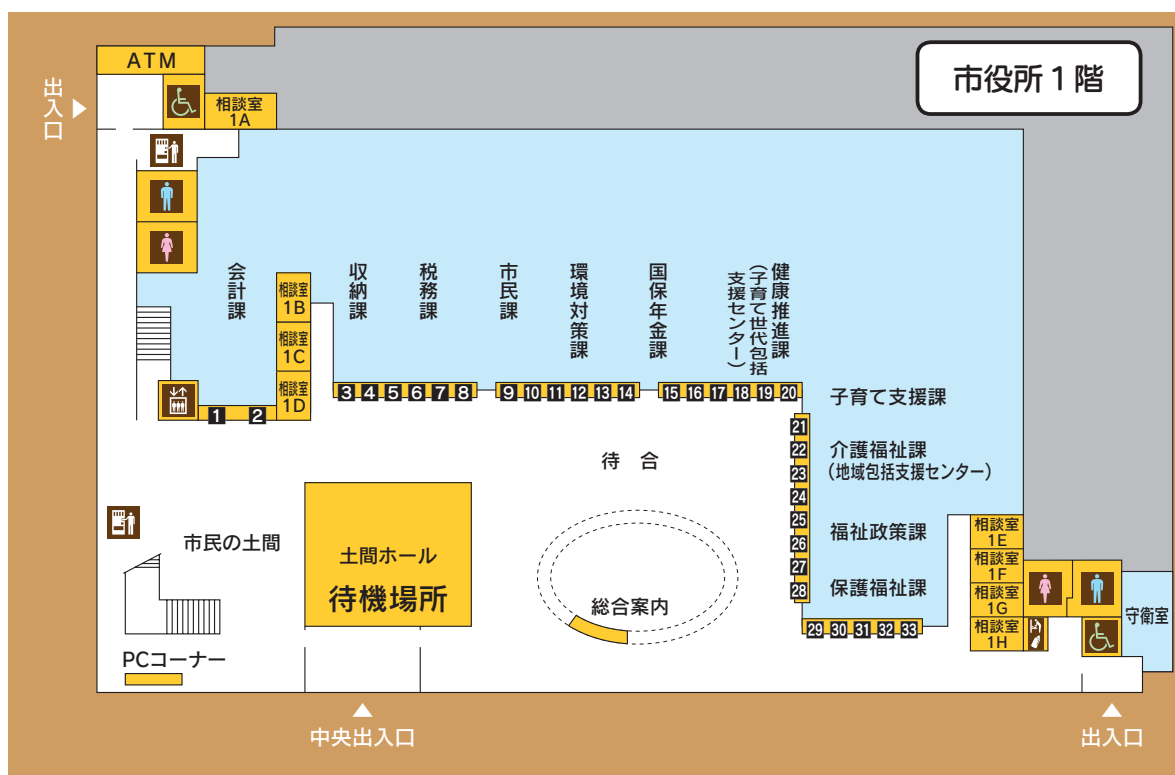 市役所1階
ATM
出入口
相談室
1A
会計課
相談室
1B
相談室
1C
相談室
1D
収納課
税務課
市民課
環境対策課
国保年金課
健康推進課
(子育て世代包括
支援センター)
1
2
3 4 5 6 7 8
9 10 11 12 13 14
15 16 17 18 19 20
子育て支援課
21
22
23
24
25
26
27
28
介護福祉課
(地域包括支援センター)
福祉政策課
保護福祉課
29 30 31 32 33
待 合
市民の土間
土間ホール
待機場所
総合案内
相談室
1E
相談室
1F
相談室
1G
相談室
1H
守衛室
PCコーナー
中央出入口
出入口